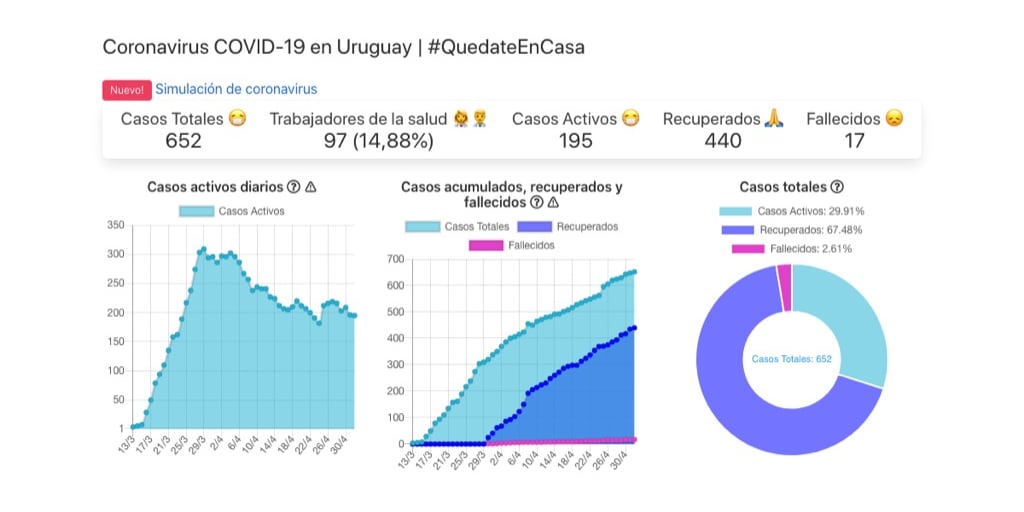 Coronavirus COVID-19 en Uruguay | #QuedateEnCasa
Nuevo! Simulación de coronavirus
Casos Totales 😷 Trabajadores de la salud 👩‍⚕️👨‍⚕️ Casos Activos 😷 Recuperados 🙏 Fallecidos 😞
652 97 (14,88%) 195 440 17
Casos activos diarios
Casos Activos
350
300
250
200
150
100
50
1
13/3 17/3 21/3 25/3 29/3 2/4 6/4 10/4 14/4 18/4 22/4 26/4 30/4
Casos acumulados, recuperados y
fallecidos
Casos Totales Recuperados
Fallecidos
700
600
500
400
300
200
100
0
13/3 17/3 21/3 25/3 29/3 2/4 6/4 10/4 14/4 18/4 22/4 26/4 30/4
Casos totales
Casos Activos: 29.91%
Recuperados: 67.48%
Fallecidos: 2.61%
Casos Totales: 652